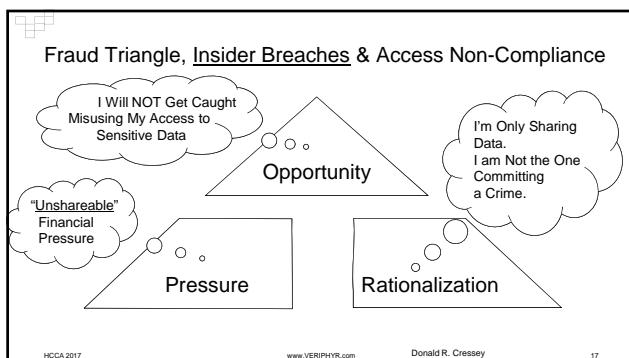 Fraud Triangle, Insider Breaches & Access Non-Compliance
I Will NOT Get Caught
Misusing My Access to
Sensitive Data
I'm Only Sharing
Data.
I am Not the One
Committing
a Crime.
Opportunity
"Unshareable"
Financial
Pressure
Pressure
Rationalization
HCCA 2017
www.VERIPHYR.com
Donald R. Cressey
17